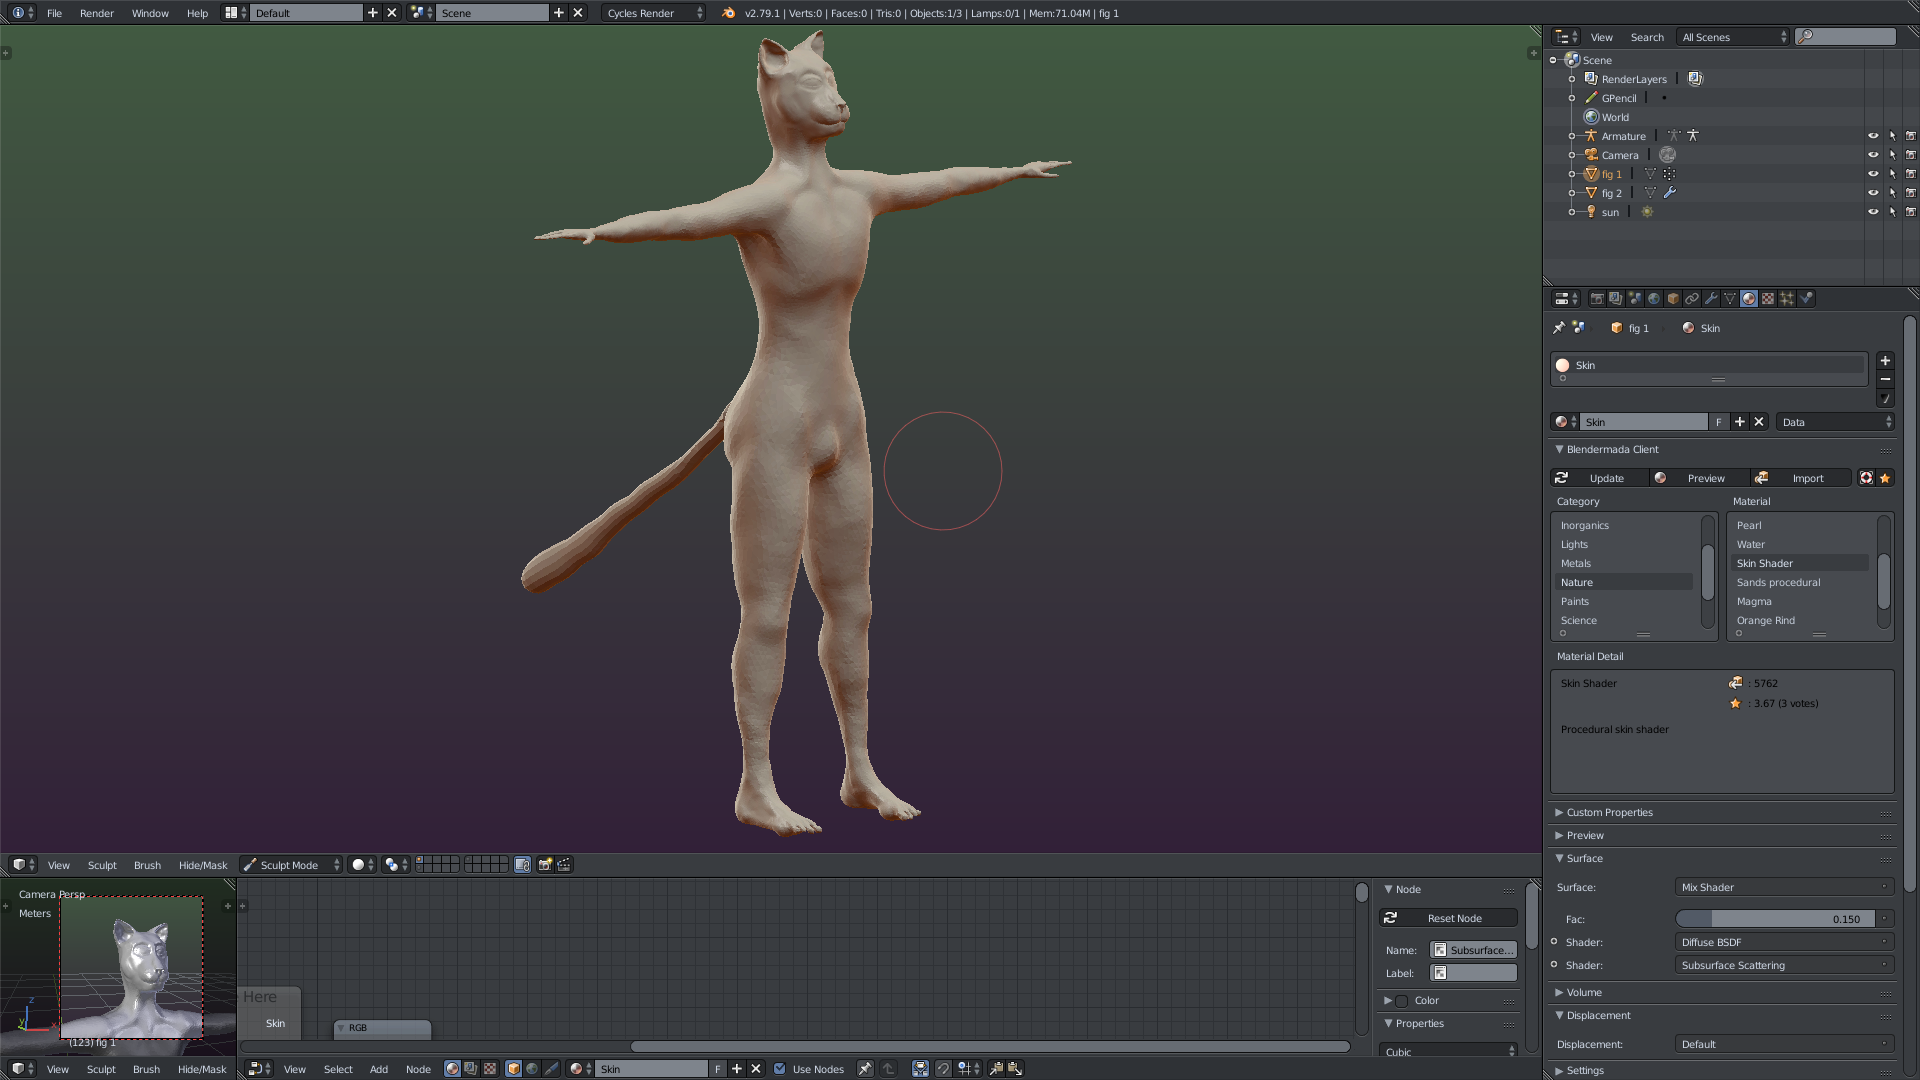 File Render Window Help Default Scene Cycles Render v2.79.1 | Verts:0 | Faces:0 | Tris:0 | Objects:1/3 | Lamps:0/1 | Mem:71.04M | fig 1
View Search All Scenes
Scene
RenderLayers
GPencil
World
Armature
Camera
fig 1
fig 2
sun
fig 1 Skin
Skin
Skin F Data
Blendermada Client
Update Preview Import
Category Material
Inorganics Pearl
Lights Water
Metals Skin Shader
Nature Sands procedural
Paints Magma
Science Orange Rind
Material Detail
Skin Shader : 5762
: 3.67 (3 votes)
Procedural skin shader
Custom Properties
Preview
Surface
Surface: Mix Shader
Fac: 0.150
Shader: Diffuse BSDF
Shader: Subsurface Scattering
Volume
Displacement
Displacement: Default
Settings
View Sculpt Brush Hide/Mask Sculpt Mode
Camera Persp
Meters
z
y x
(123) fig 1
View Sculpt Brush Hide/Mask
Here
Skin
RGB
Node
Reset Node
Name: Subsurface...
Label:
Color
Properties
Cubic
View Select Add Node Skin F Use Nodes